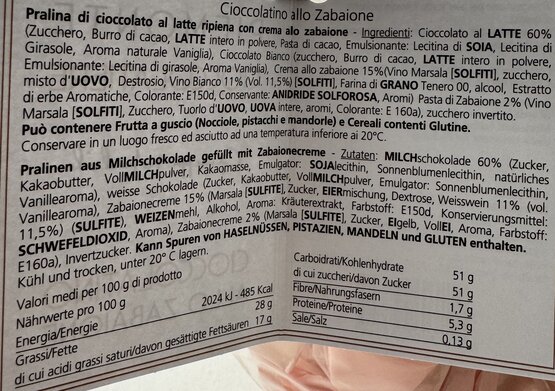 Cioccolatino allo Zabaione
Pralina di cioccolato al latte ripiena con crema allo zabaione - Ingredienti: Cioccolato al LATTE 60%
(Zucchero, Burro di cacao, LATTE intero in polvere, Pasta di cacao, Emulsionante: Lecitina di SOIA, Lecitina di
Girasole, Aroma naturale Vaniglia), Cioccolato Bianco (zucchero, Burro di cacao, LATTE intero in polvere,
Emulsionante: Lecitina di girasole, Aroma Vaniglia), Crema allo zabaione 15%(Vino Marsala [SOLFITI], zucchero,
misto d'UOVO, Destrosio, Vino Bianco 11% (Vol. 11,5%) [SOLFITI], Farina di GRANO Tenero 00, alcool, Estratto
di erbe Aromatiche, Colorante: E150d, Conservante: ANIDRIDE SOLFOROSA, Aromi) Pasta di Zabaione 2% (Vino
Marsala [SOLFITI], Zucchero, Tuorlo d'UOVO, UOVA intere, aromi, Colorante: E 160a), zucchero invertito.
Può contenere Frutta a guscio (Nocciole, pistacchi e mandorle) e Cereali contenti Glutine.
Conservare in un luogo fresco ed asciutto ad una temperatura inferiore ai 20°C.
Pralinen aus Milchschokolade gefüllt mit Zabaionecreme - Zutaten: MILCHschokolade 60% (Zucker,
Kakaobutter, VollMILCHpulver, Kakaomasse, Emulgator: SOJAlecithin, Sonnenblumenlecithin, natürliches
Vanillearoma), weisse Schokolade (Zucker, Kakaobutter, VollMILCHpulver, Emulgator: Sonnenblumenlecithin,
Vanillearoma), Zabaionecreme 15% (Marsala [SULFITE], Zucker, EIERmischung, Dextrose, Weisswein 11% (vol.
11,5%) (SULFITE), WEIZENmehl, Alkohol, Aroma: Kräuterextrakt, Farbstoff: E150d, Konservierungsmittel:
SCHWEFELDIOXID, Aroma), Zabaionecreme 2% (Marsala [SULFITE], Zucker, EIgelb, VollEI, Aroma, Farbstoff:
E160a), Invertzucker. Kann Spuren von HASELNÜSSEN, PISTAZIEN, MANDELN und GLUTEN enthalten.
Kühl und trocken, unter 20° C lagern.
Valori medi per 100 g di prodotto
Nährwerte pro 100 g
Energia/Energie 2024 kJ - 485 Kcal
Grassi/Fette 28 g
di cui acidi grassi saturi/davon gesättigte Fettsäuren 17 g
Carboidrati/Kohlenhydrate 51 g
di cui zuccheri/davon Zucker 51 g
Fibre/Nahrungsfasern 1,7 g
Proteine/Proteine 5,3 g
Sale/Salz 0,13 g